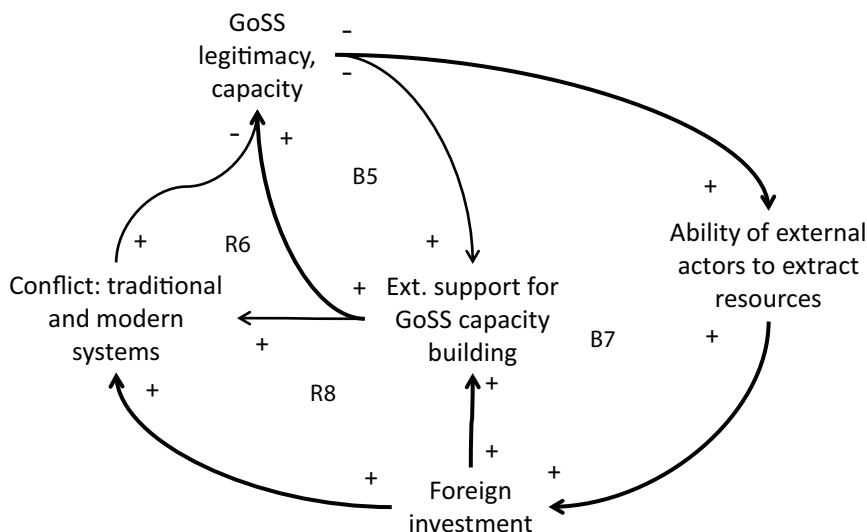 GoSS
legitimacy,
capacity
-
-
-
+
B5
+
+
R6
+
Ability of external
actors to extract
resources
Conflict: traditional
and modern
systems
+
Ext. support for
GoSS capacity
building
+
B7
+
+
R8
+
+
+
+
Foreign
investment